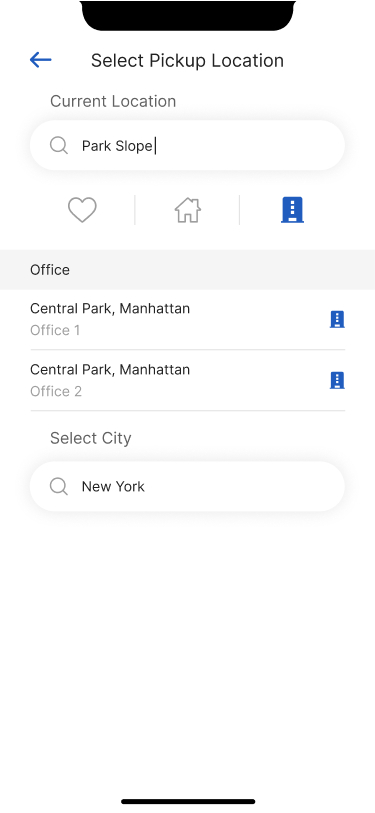 Select Pickup Location
Current Location
Park Slope
Office
Central Park, Manhattan
Office 1
Central Park, Manhattan
Office 2
Select City
New York